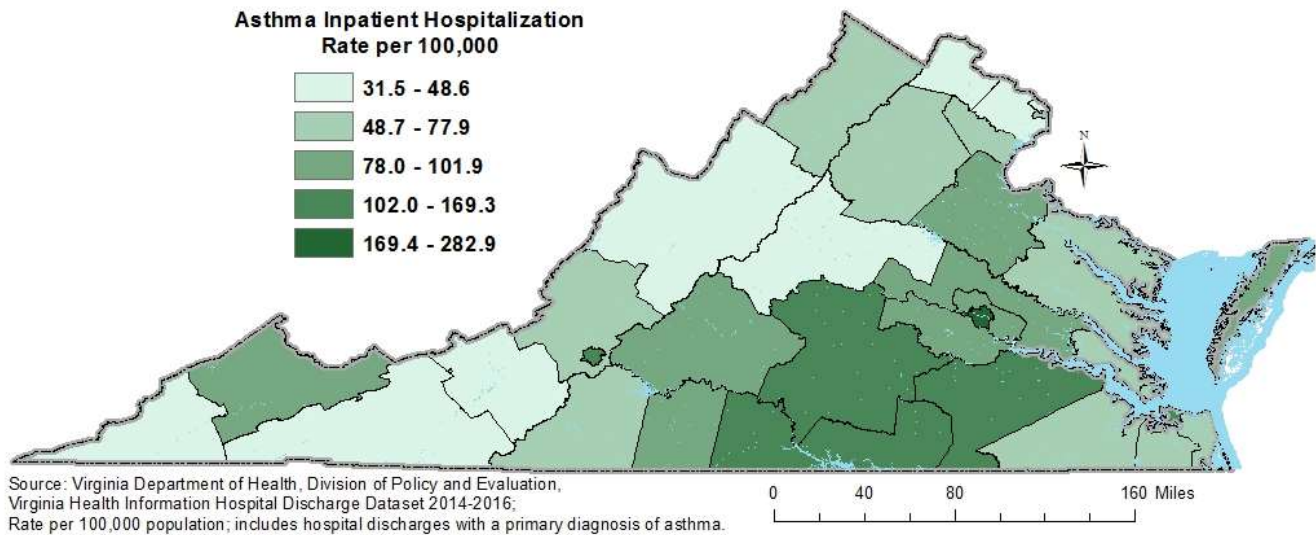 Asthma Inpatient Hospitalization
Rate per 100,000
31.5 - 48.6
48.7 - 77.9
78.0 - 101.9
102.0 - 169.3
169.4 - 282.9
N
Source: Virginia Department of Health, Division of Policy and Evaluation,
Virginia Health Information Hospital Discharge Dataset 2014-2016;
Rate per 100,000 population; includes hospital discharges with a primary diagnosis of asthma.
0 40 80 160 Miles